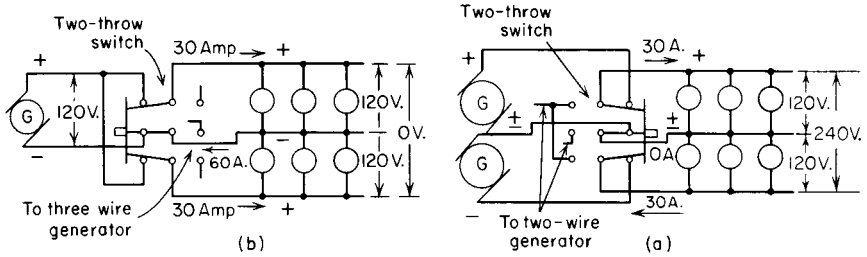 Two-throw
switch
30 Amp
+
+
120V.
G
−
120V.
0V.
−
60A.
120V.
To three wire
generator
30 Amp
+
(b)
Two-throw
switch
30 A.
+
+
G
±
±
120V.
240V.
0A
120V.
G
−
To two-wire
generator
−
30A.
(a)